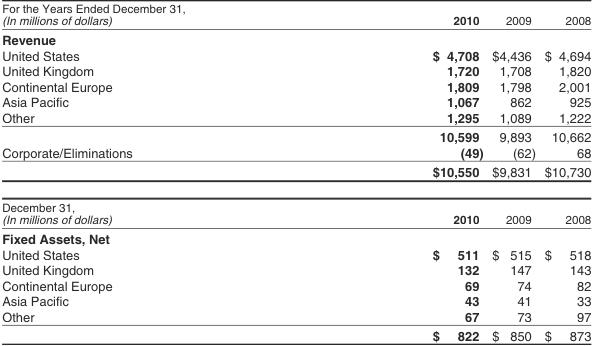 For the Years Ended December 31,
(In millions of dollars) 2010 2009 2008
Revenue
United States $ 4,708 $4,436 $ 4,694
United Kingdom 1,720 1,708 1,820
Continental Europe 1,809 1,798 2,001
Asia Pacific 1,067 862 925
Other 1,295 1,089 1,222
10,599 9,893 10,662
Corporate/Eliminations (49) (62) 68
$10,550 $9,831 $10,730
December 31,
(In millions of dollars) 2010 2009 2008
Fixed Assets, Net
United States $ 511 $ 515 $ 518
United Kingdom 132 147 143
Continental Europe 69 74 82
Asia Pacific 43 41 33
Other 67 73 97
$ 822 $ 850 $ 873